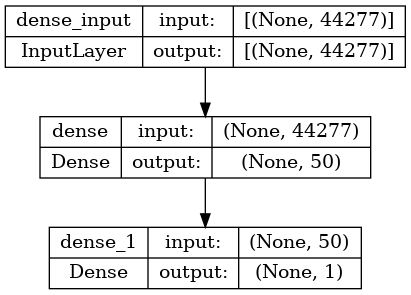 dense_input input: [(None, 44277)]
InputLayer output: [(None, 44277)]
dense input: (None, 44277)
Dense output: (None, 50)
dense_1 input: (None, 50)
Dense output: (None, 1)